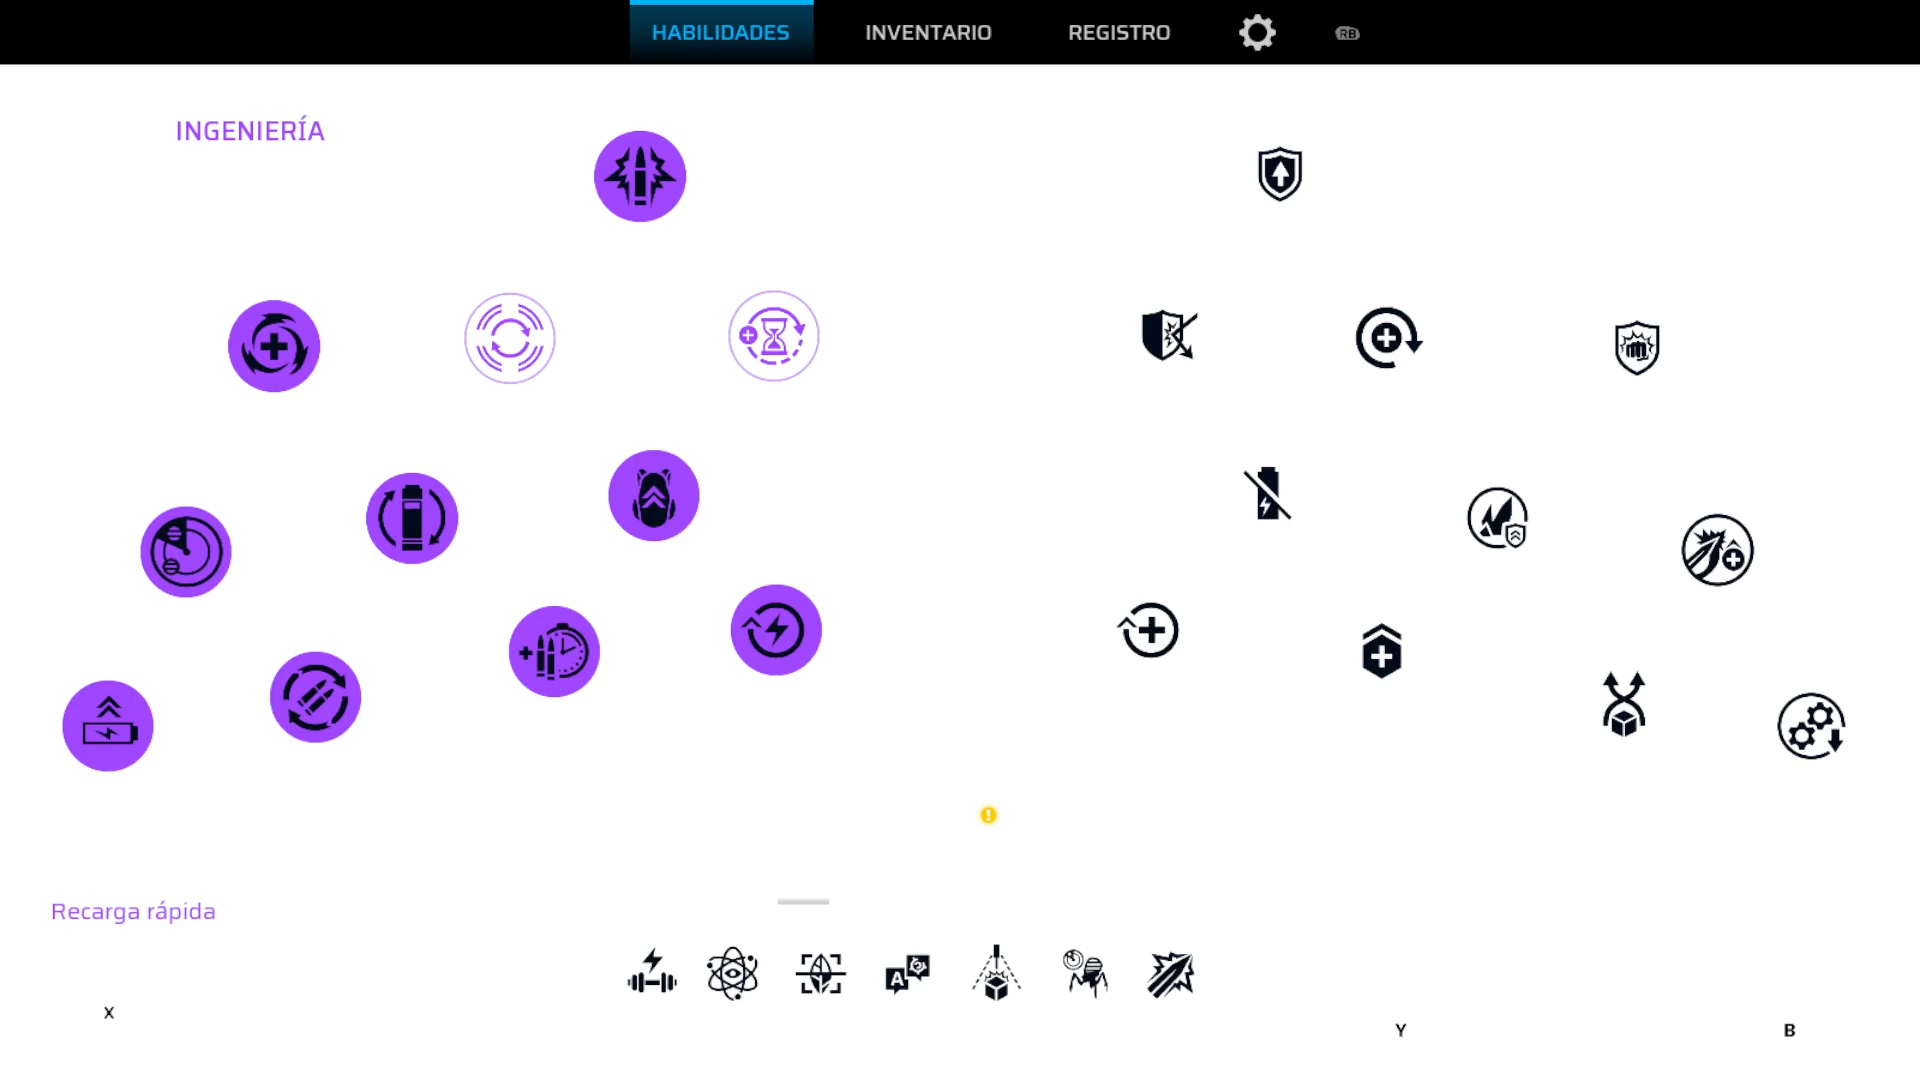 HABILIDADES
INVENTARIO
REGISTRO
RB
INGENIERÍA
Recarga rápida
X
Y
B